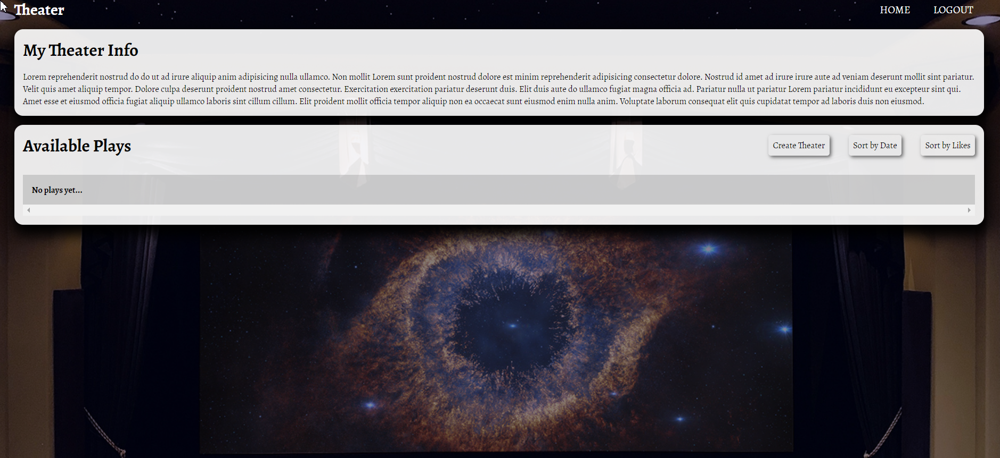 Theater
HOME
LOGOUT
My Theater Info
Lorem reprehenderit nostrud do do ut ad irure aliquip anim adipisicing nulla ullamco. Non mollit Lorem sunt proident nostrud dolore est minim reprehenderit adipisicing consectetur dolore. Nostrud id amet ad irure irure aute ad veniam deserunt mollit sint pariatur.
Velit quis amet aliquip tempor. Dolore culpa deserunt proident nostrud amet consectetur. Exercitation exercitation pariatur deserunt duis. Elit duis aute do ullamco fugiat magna officia ad. Pariatur nulla ut pariatur Lorem pariatur incididunt eu excepteur sint qui.
Amet esse et eiusmod officia fugiat aliquip ullamco laboris sint cillum cillum. Elit proident mollit officia tempor aliquip non ea occaecat sunt eiusmod enim nulla anim. Voluptate laborum consequat elit quis cupidatat tempor ad laboris duis non eiusmod.
Available Plays
Create Theater
Sort by Date
Sort by Likes
No plays yet...